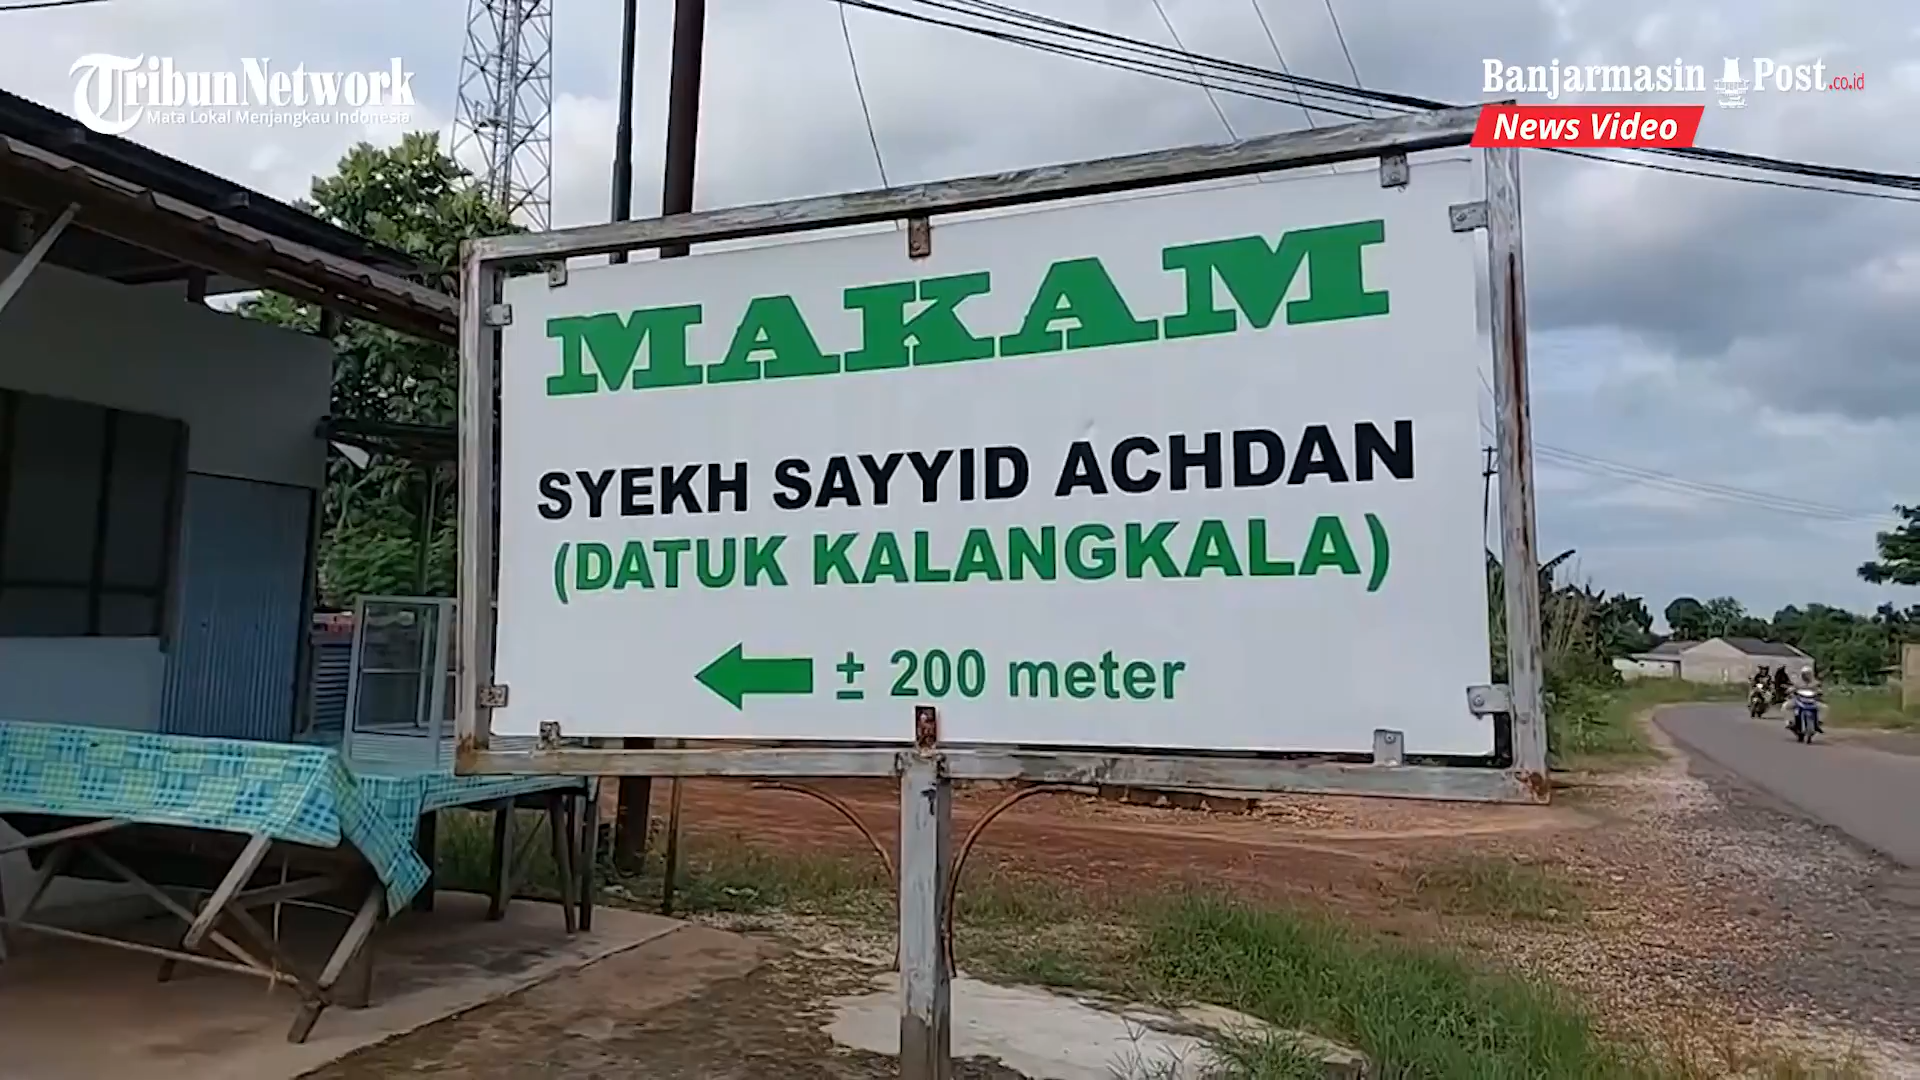 TribunNetwork
Mata Lokal Menjangkau Indonesia
Banjarmasin Post.co.id
News Video
MAKAM
SYEKH SAYYID ACHDAN
(DATUK KALANGKALA)
± 200 meter